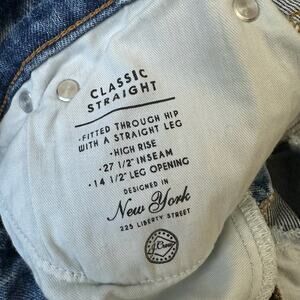 CLASSIC
STRAIGHT
• FITTED THROUGH HIP
WITH A STRAIGHT LEG
• HIGH RISE
• 27 1/2" INSEAM
• 14 1/2" LEG OPENING
DESIGNED IN
New York
225 LIBERTY STREET
J.Crew